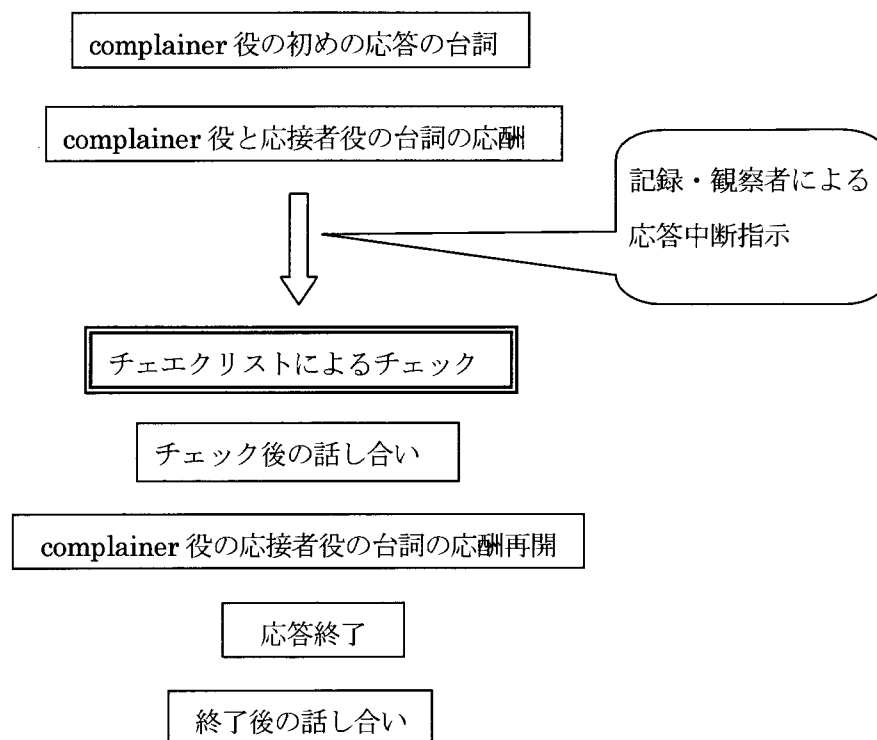 complainer 役の初めの応答の台詞
complainer 役と応接者役の台詞の応酬
記録・観察者による
応答中断指示
チェエクリストによるチェック
チェック後の話し合い
complainer 役の応接者役の台詞の応酬再開
応答終了
終了後の話し合い